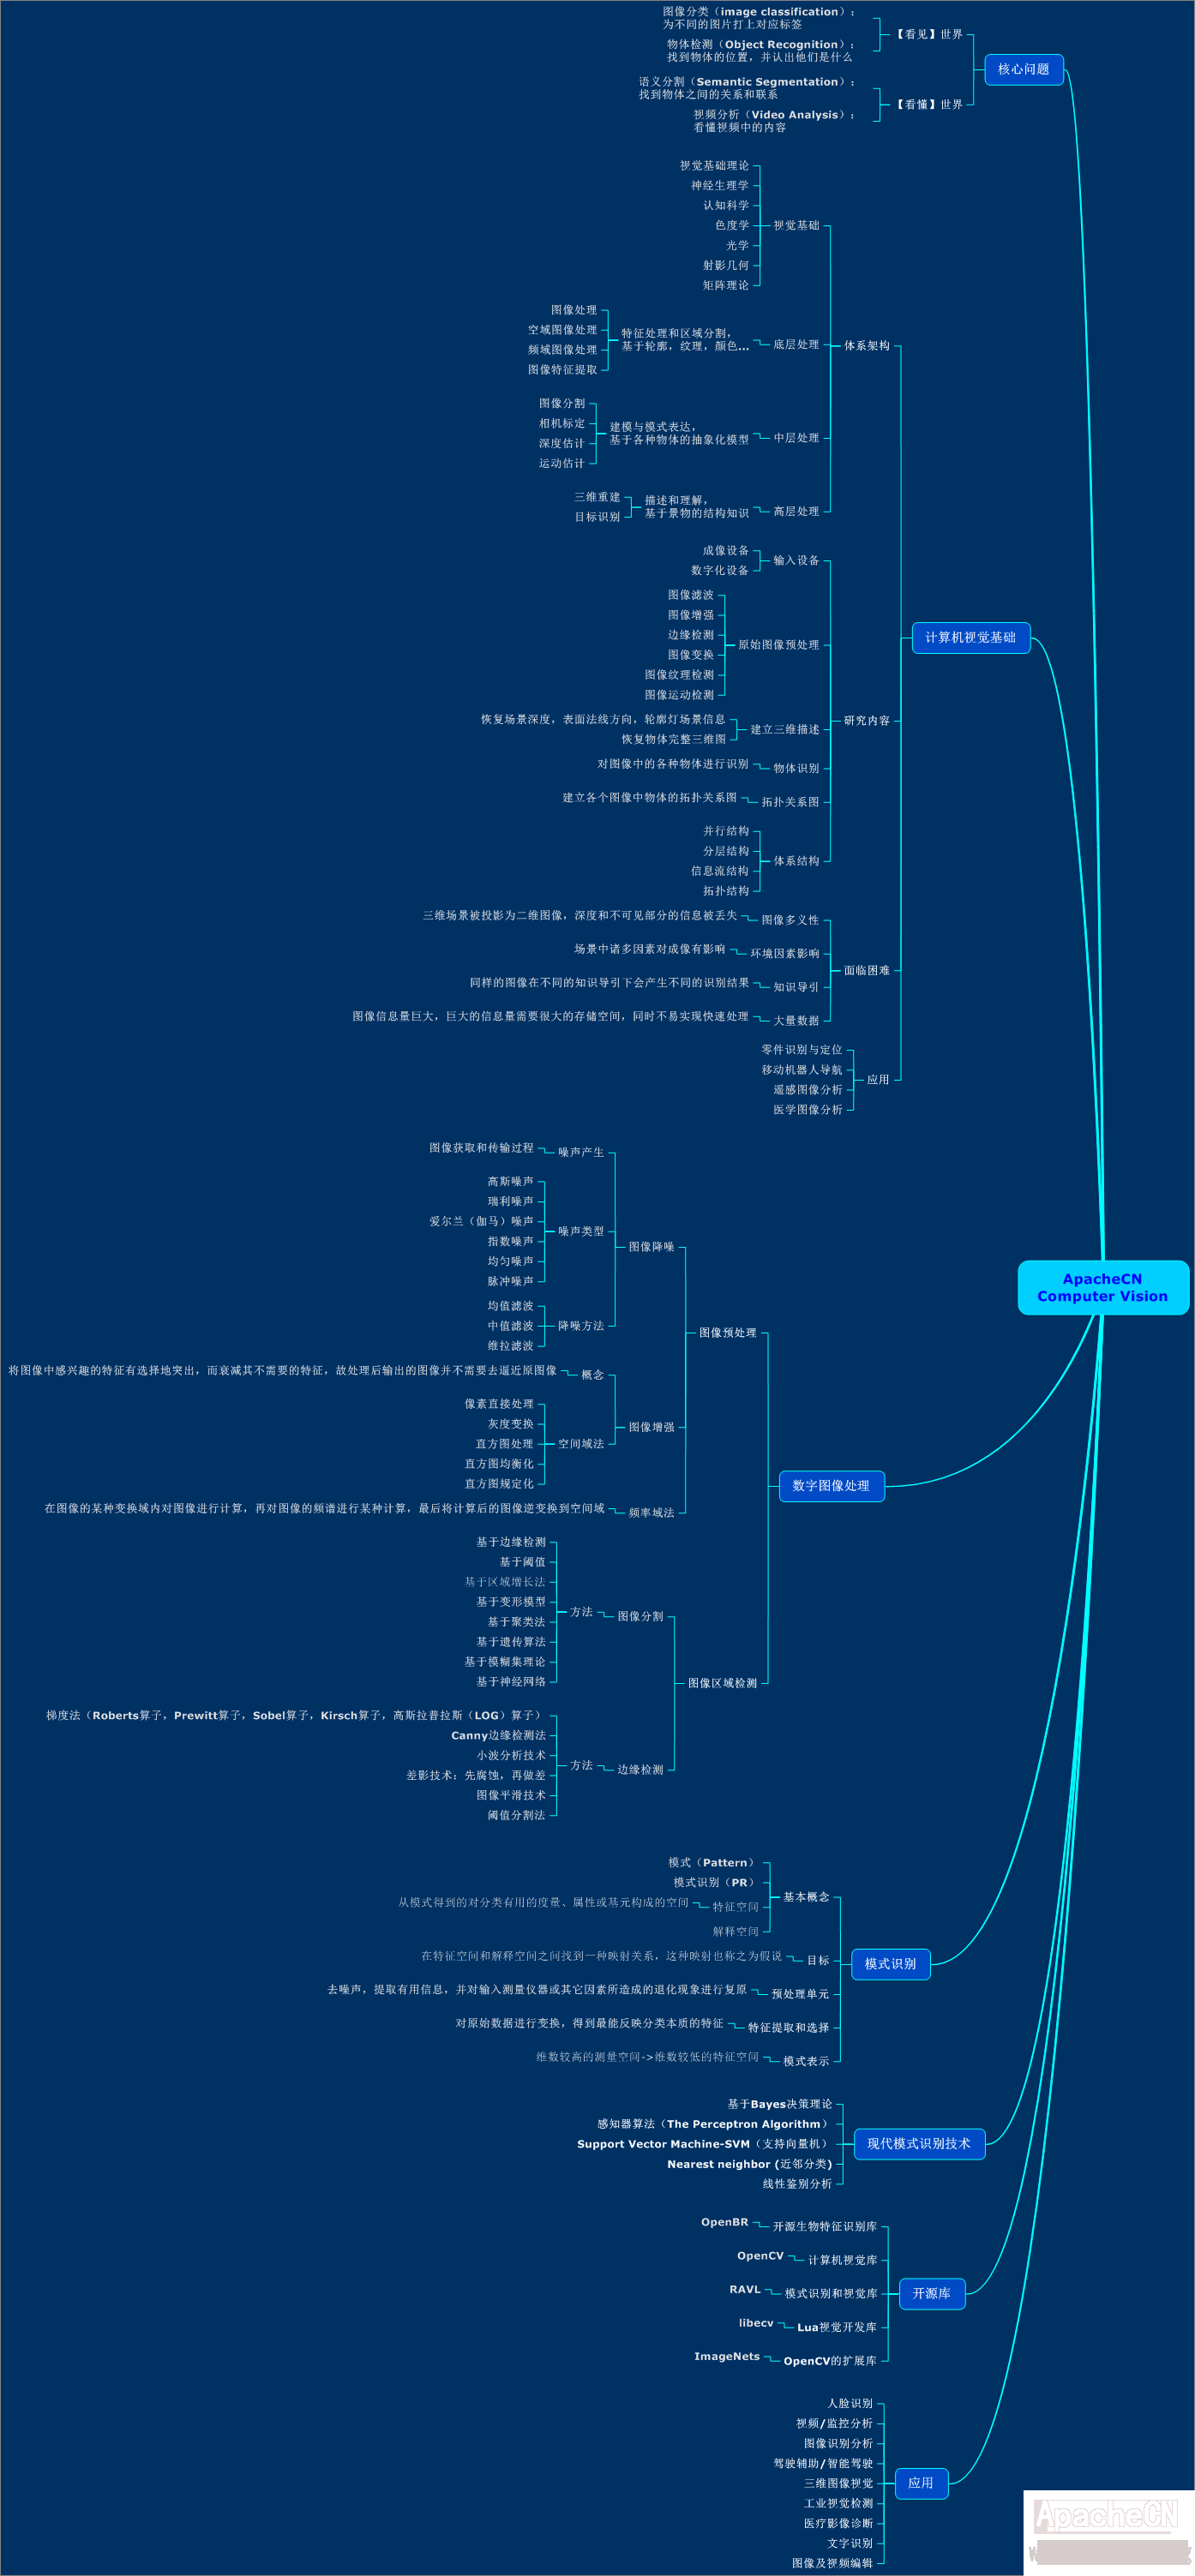 图像分类（image classification）：
为不同的图片打上对应标签
物体检测（Object Recognition）：
找到物体的位置，并认出他们是什么
【看见】世界
语义分割（Semantic Segmentation）：
找到物体之间的关系和联系
视频分析（Video Analysis）：
看懂视频中的内容
【看懂】世界
核心问题
视觉基础理论
神经生理学
认知科学
色度学
光学
射影几何
矩阵理论
视觉基础
图像处理
空域图像处理
频域图像处理
图像特征提取
特征处理和区域分割，
基于轮廓，纹理，颜色...
底层处理
体系架构
图像分割
相机标定
深度估计
运动估计
建模与模式表达，
基于各种物体的抽象化模型
中层处理
三维重建
目标识别
描述和理解，
基于景物的结构知识
高层处理
成像设备
数字化设备
输入设备
图像滤波
图像增强
边缘检测
图像变换
图像纹理检测
图像运动检测
原始图像预处理
计算机视觉基础
恢复场景深度，表面法线方向，轮廓灯场景信息
恢复物体完整三维图
建立三维描述
研究内容
对图像中的各种物体进行识别
物体识别
建立各个图像中物体的拓扑关系图
拓扑关系图
并行结构
分层结构
信息流结构
拓扑结构
体系结构
三维场景被投影为二维图像，深度和不可见部分的信息被丢失
图像多义性
场景中诸多因素对成像有影响
环境因素影响
面临困难
同样的图像在不同的知识导引下会产生不同的识别结果
知识导引
图像信息量巨大，巨大的信息量需要很大的存储空间，同时不易实现快速处理
大量数据
零件识别与定位
移动机器人导航
遥感图像分析
医学图像分析
应用
图像获取和传输过程
噪声产生
高斯噪声
瑞利噪声
爱尔兰（伽马）噪声
指数噪声
均匀噪声
脉冲噪声
噪声类型
图像降噪
均值滤波
中值滤波
维拉滤波
降噪方法
图像预处理
ApacheCN
Computer Vision
将图像中感兴趣的特征有选择地突出，而衰减其不需要的特征，故处理后输出的图像并不需要去逼近原图像
概念
像素直接处理
灰度变换
直方图处理
直方图均衡化
直方图规定化
空间域法
图像增强
在图像的某种变换域内对图像进行计算，再对图像的频谱进行某种计算，最后将计算后的图像逆变换到空间域
频率域法
数字图像处理
基于边缘检测
基于阈值
基于区域增长法
基于变形模型
基于聚类法
基于遗传算法
基于模糊集理论
基于神经网络
方法
图像分割
图像区域检测
梯度法（Roberts算子，Prewitt算子，Sobel算子，Kirsch算子，高斯拉普拉斯（LOG）算子）
Canny边缘检测法
小波分析技术
差影技术：先腐蚀，再做差
图像平滑技术
阈值分割法
方法
边缘检测
模式（Pattern）
模式识别（PR）
从模式得到的对分类有用的度量、属性或基元构成的空间
特征空间
解释空间
基本概念
在特征空间和解释空间之间找到一种映射关系，这种映射也称之为假说
目标
模式识别
去噪声，提取有用信息，并对输入测量仪器或其它因素所造成的退化现象进行复原
预处理单元
对原始数据进行变换，得到最能反映分类本质的特征
特征提取和选择
维数较高的测量空间->维数较低的特征空间
模式表示
基于Bayes决策理论
感知器算法（The Perceptron Algorithm）
Support Vector Machine-SVM（支持向量机）
Nearest neighbor (近邻分类)
线性鉴别分析
现代模式识别技术
OpenBR
开源生物特征识别库
OpenCV
计算机视觉库
RAVL
模式识别和视觉库
开源库
libecv
Lua视觉开发库
ImageNets
OpenCV的扩展库
人脸识别
视频/监控分析
图像识别分析
驾驶辅助/智能驾驶
三维图像视觉
工业视觉检测
医疗影像诊断
文字识别
图像及视频编辑
应用
ApacheCN